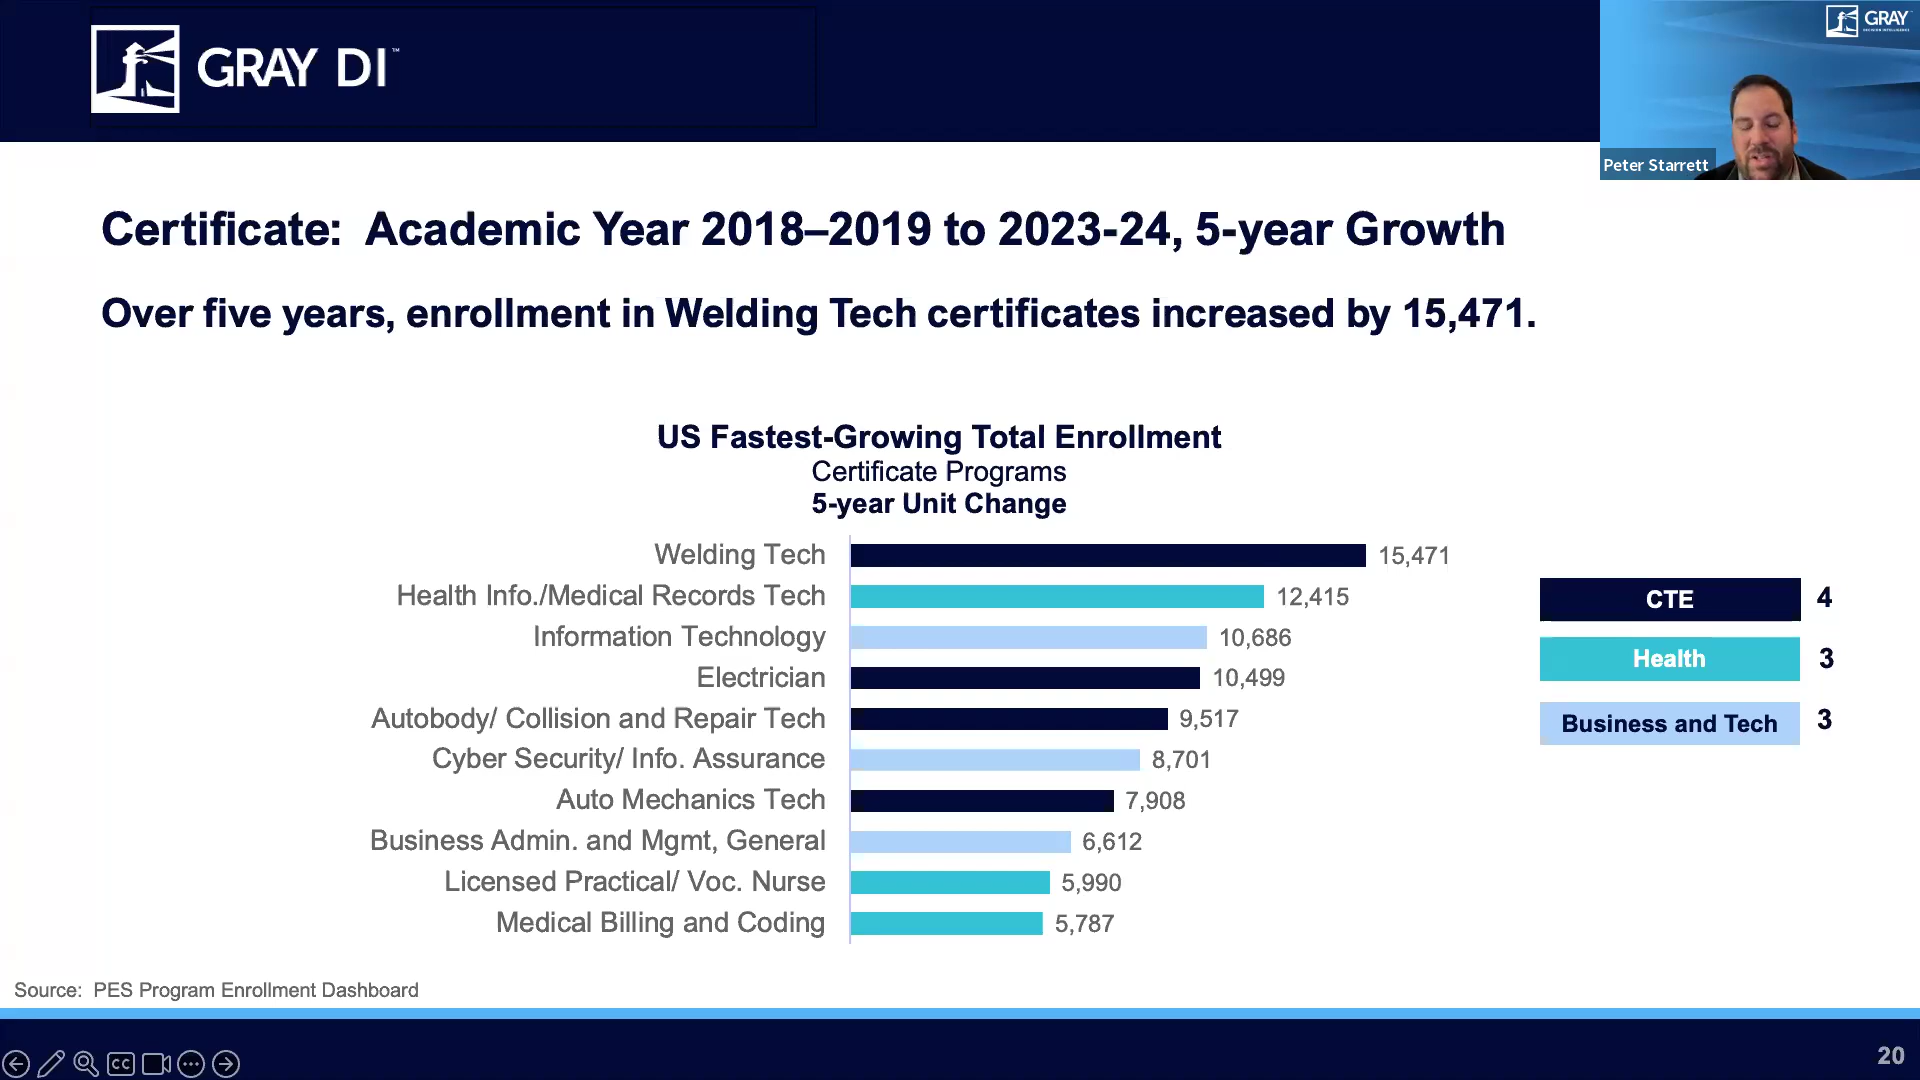 GRAY DI™
GRAY
Peter Starrett
Certificate: Academic Year 2018–2019 to 2023-24, 5-year Growth
Over five years, enrollment in Welding Tech certificates increased by 15,471.
US Fastest-Growing Total Enrollment
Certificate Programs
5-year Unit Change
Welding Tech 15,471
Health Info./Medical Records Tech 12,415
Information Technology 10,686
Electrician 10,499
Autobody/ Collision and Repair Tech 9,517
Cyber Security/ Info. Assurance 8,701
Auto Mechanics Tech 7,908
Business Admin. and Mgmt, General 6,612
Licensed Practical/ Voc. Nurse 5,990
Medical Billing and Coding 5,787
CTE 4
Health 3
Business and Tech 3
Source: PES Program Enrollment Dashboard
CC
20